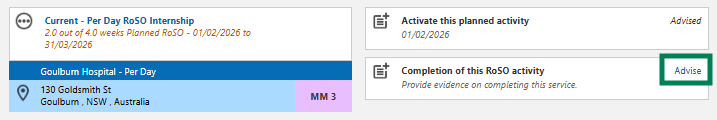 Current - Per Day RoSO Internship
2.0 out of 4.0 weeks Planned RoSO - 01/02/2026 to
31/03/2026
Goulburn Hospital - Per Day
130 Goldsmith St
Goulburn , NSW , Australia
MM 3
Activate this planned activity
Advised
01/02/2026
Completion of this RoSO activity
Advise
Provide evidence on completing this service.